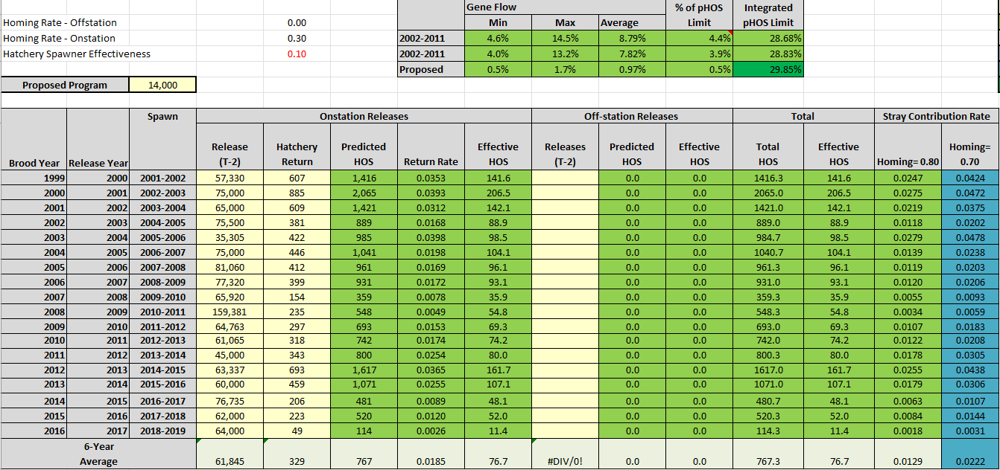 Gene Flow % of pHOS Integrated
Homing Rate - Offstation 0.00 Min Max Average Limit pHOS Limit
Homing Rate - Onstation 0.30 2002-2011 4.6% 14.5% 8.79% 4.4% 28.68%
Hatchery Spawner Effectiveness 0.10 2002-2011 4.0% 13.2% 7.82% 3.9% 28.83%
Proposed 0.5% 1.7% 0.97% 0.5% 29.85%
Proposed Program 14,000
Spawn Onstation Releases Off-station Releases Total Stray Contribution Rate
Release Hatchery Predicted Effective Releases Predicted Effective Total Effective Homing=
Brood Year Release Year (T-2) Return HOS Return Rate HOS (T-2) HOS HOS HOS HOS Homing= 0.80 0.70
1999 2000 2001-2002 57,330 607 1,416 0.0353 141.6 0.0 0.0 1416.3 141.6 0.0247 0.0424
2000 2001 2002-2003 75,000 885 2,065 0.0393 206.5 0.0 0.0 2065.0 206.5 0.0275 0.0472
2001 2002 2003-2004 65,000 609 1,421 0.0312 142.1 0.0 0.0 1421.0 142.1 0.0219 0.0375
2002 2003 2004-2005 75,500 381 889 0.0168 88.9 0.0 0.0 889.0 88.9 0.0118 0.0202
2003 2004 2005-2006 35,305 422 985 0.0398 98.5 0.0 0.0 984.7 98.5 0.0279 0.0478
2004 2005 2006-2007 75,000 446 1,041 0.0198 104.1 0.0 0.0 1040.7 104.1 0.0139 0.0238
2005 2006 2007-2008 81,060 412 961 0.0169 96.1 0.0 0.0 961.3 96.1 0.0119 0.0203
2006 2007 2008-2009 77,320 399 931 0.0172 93.1 0.0 0.0 931.0 93.1 0.0120 0.0206
2007 2008 2009-2010 65,920 154 359 0.0078 35.9 0.0 0.0 359.3 35.9 0.0055 0.0093
2008 2009 2010-2011 159,381 235 548 0.0049 54.8 0.0 0.0 548.3 54.8 0.0034 0.0059
2009 2010 2011-2012 64,763 297 693 0.0153 69.3 0.0 0.0 693.0 69.3 0.0107 0.0183
2010 2011 2012-2013 61,065 318 742 0.0174 74.2 0.0 0.0 742.0 74.2 0.0122 0.0208
2011 2012 2013-2014 45,000 343 800 0.0254 80.0 0.0 0.0 800.3 80.0 0.0178 0.0305
2012 2013 2014-2015 63,337 693 1,617 0.0365 161.7 0.0 0.0 1617.0 161.7 0.0255 0.0438
2013 2014 2015-2016 60,000 459 1,071 0.0255 107.1 0.0 0.0 1071.0 107.1 0.0179 0.0306
2014 2015 2016-2017 76,735 206 481 0.0089 48.1 0.0 0.0 480.7 48.1 0.0063 0.0107
2015 2016 2017-2018 62,000 223 520 0.0120 52.0 0.0 0.0 520.3 52.0 0.0084 0.0144
2016 2017 2018-2019 64,000 49 114 0.0026 11.4 0.0 0.0 114.3 11.4 0.0018 0.0031
6-Year
Average 61,845 329 767 0.0185 76.7 #DIV/0! 0.0 0.0 767.3 76.7 0.0129 0.0222